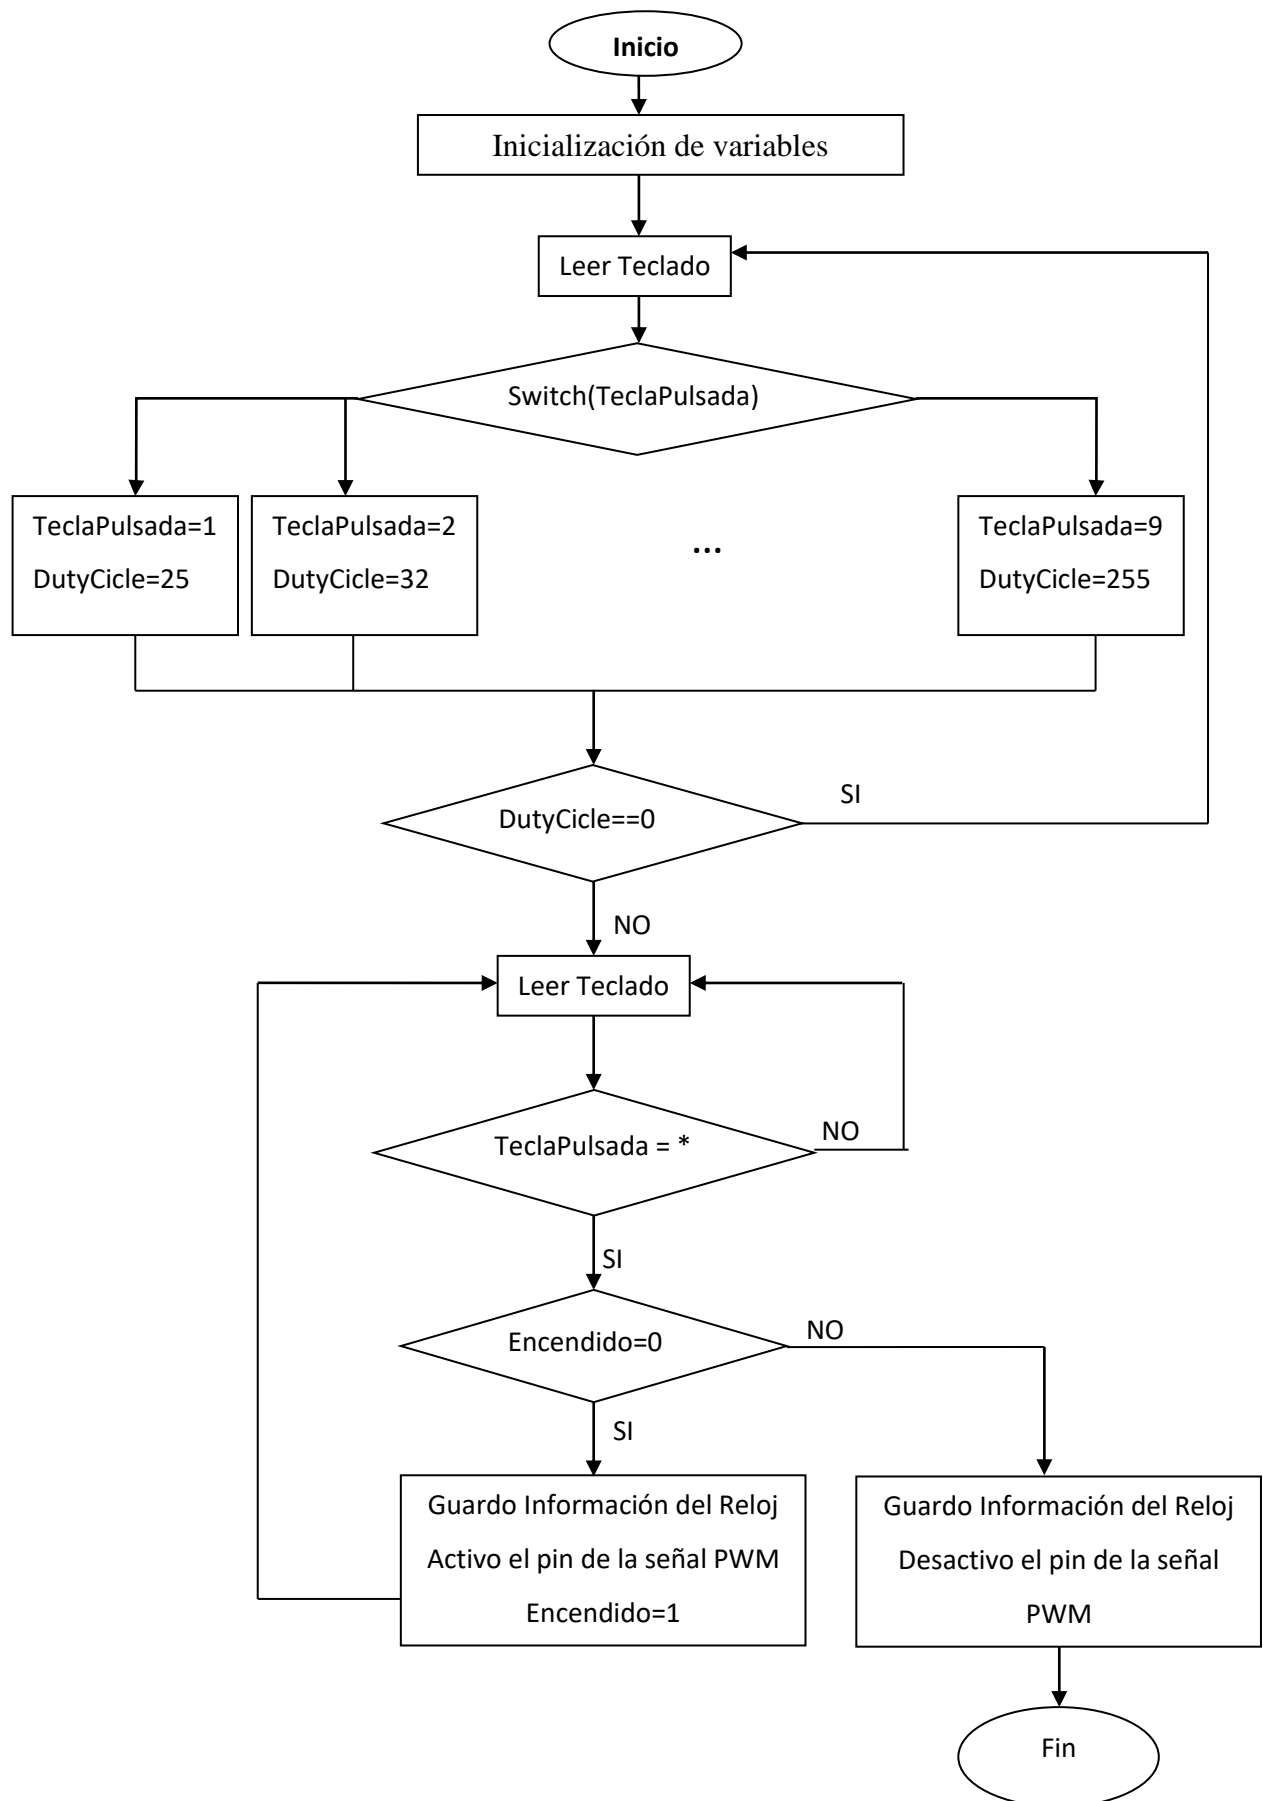 Inicio
Inicialización de variables
Leer Teclado
Switch(TeclaPulsada)
TeclaPulsada=1
DutyCicle=25
TeclaPulsada=2
DutyCicle=32
...
TeclaPulsada=9
DutyCicle=255
DutyCicle==0
SI
NO
Leer Teclado
TeclaPulsada = *
NO
SI
Encendido=0
NO
SI
Guardo Información del Reloj
Activo el pin de la señal PWM
Encendido=1
Guardo Información del Reloj
Desactivo el pin de la señal
PWM
Fin